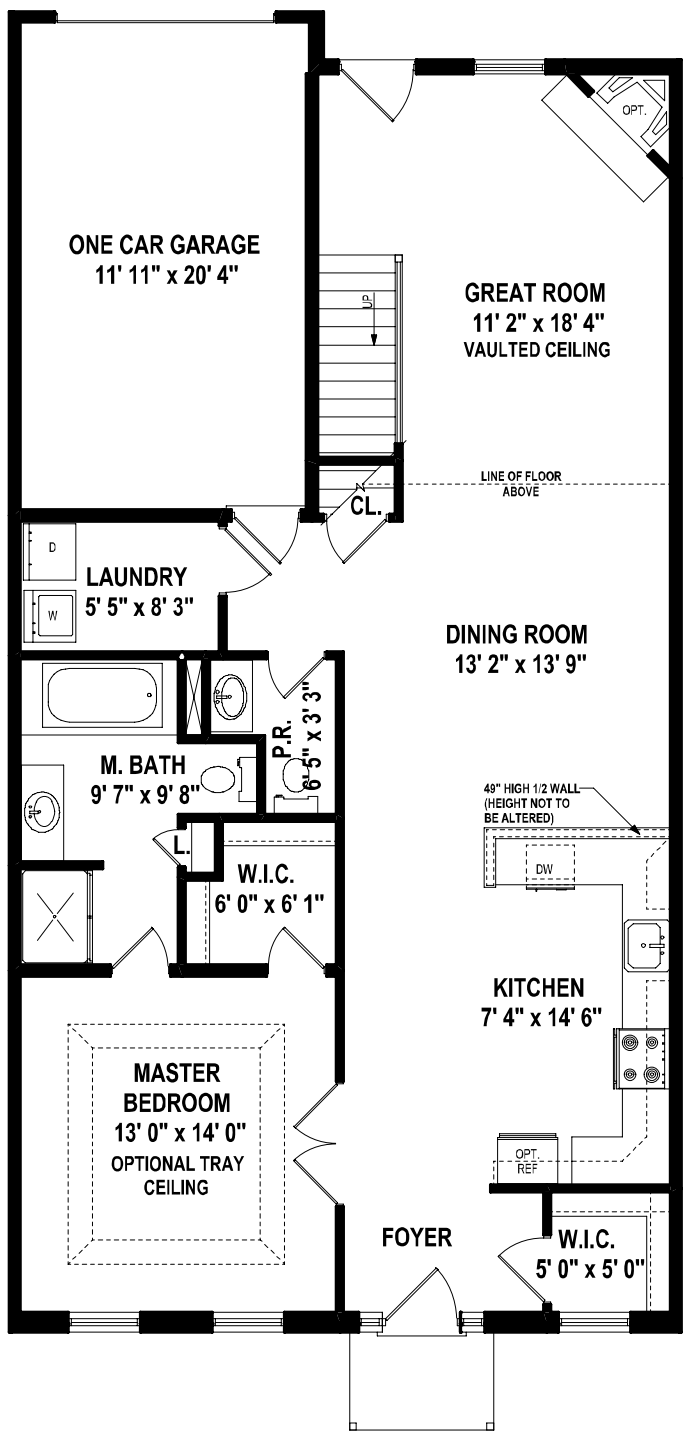 OPT.
ONE CAR GARAGE
11' 11" x 20' 4"
GREAT ROOM
11' 2" x 18' 4"
VAULTED CEILING
UP
LINE OF FLOOR
ABOVE
CL.
D
LAUNDRY
5' 5" x 8' 3"
W
DINING ROOM
13' 2" x 13' 9"
P.R.
6' 5" x 3' 3"
M. BATH
9' 7" x 9' 8"
49" HIGH 1/2 WALL
(HEIGHT NOT TO
BE ALTERED)
L.
W.I.C.
6' 0" x 6' 1"
DW
KITCHEN
7' 4" x 14' 6"
MASTER
BEDROOM
13' 0" x 14' 0"
OPTIONAL TRAY
CEILING
OPT.
REF
FOYER
W.I.C.
5' 0" x 5' 0"